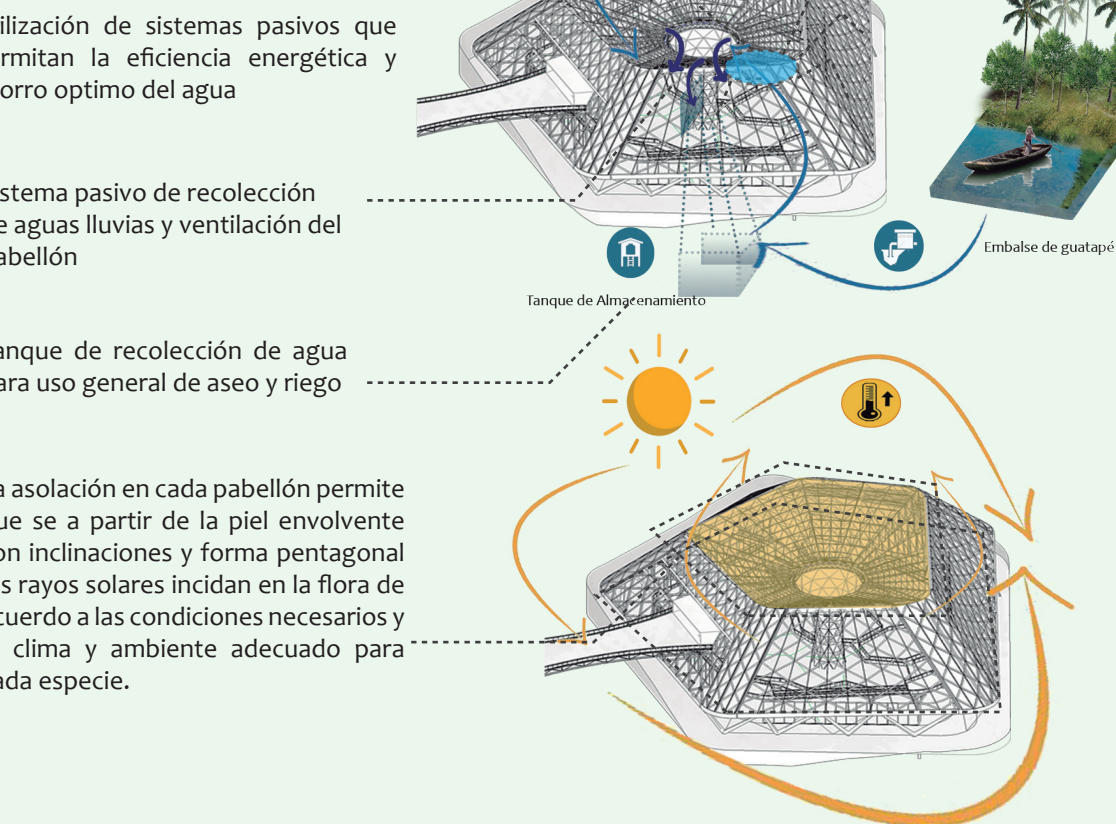 ilización de sistemas pasivos que
rmitan la eficiencia energética y
orro optimo del agua
stema pasivo de recolección
e aguas lluvias y ventilación del
abellón
Embalse de guatapé
Tanque de Almacenamiento
anque de recolección de agua
ara uso general de aseo y riego
a asolación en cada pabellón permite
ue se a partir de la piel envolvente
on inclinaciones y forma pentagonal
s rayos solares incidan en la flora de
cuerdo a las condiciones necesarios y
clima y ambiente adecuado para
ada especie.